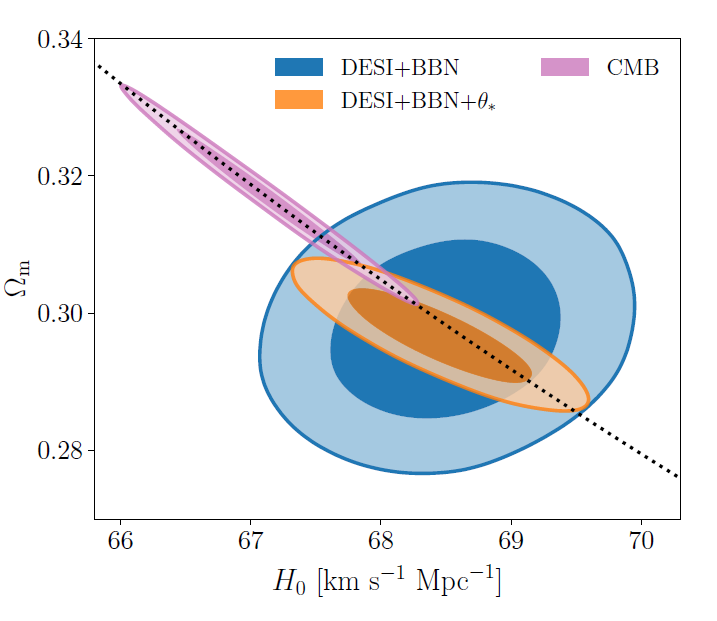 0.34
DESI+BBN
CMB
DESI+BBN+θ*
0.32
Ωm
0.30
0.28
66 67 68 69 70
H0 [km s−1 Mpc−1]